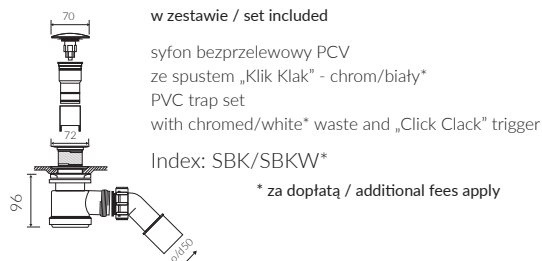 70
w zestawie / set included
syfon bezprzelewowy PCV
ze spustem „Klik Klak” - chrom/biały*
PVC trap set
with chromed/white* waste and „Click Clack” trigger
72
Index: SBK/SBKW*
* za dopłatą / additional fees apply
96
o/d50